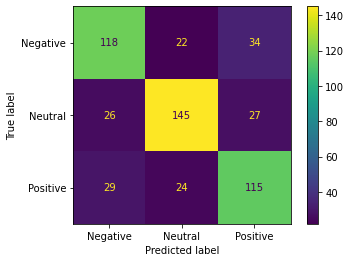 Negative 118 22 34
Neutral 26 145 27
Positive 29 24 115
Negative Neutral Positive
Predicted label
True label
140
120
100
80
60
40